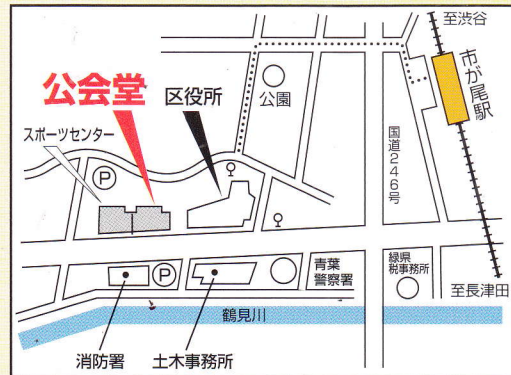 至渋谷
市が尾駅
公会堂
区役所
公園
スポーツセンター
P
国道246号
P
青葉
警察署
緑県
税事務所
至長津田
鶴見川
消防署
土木事務所